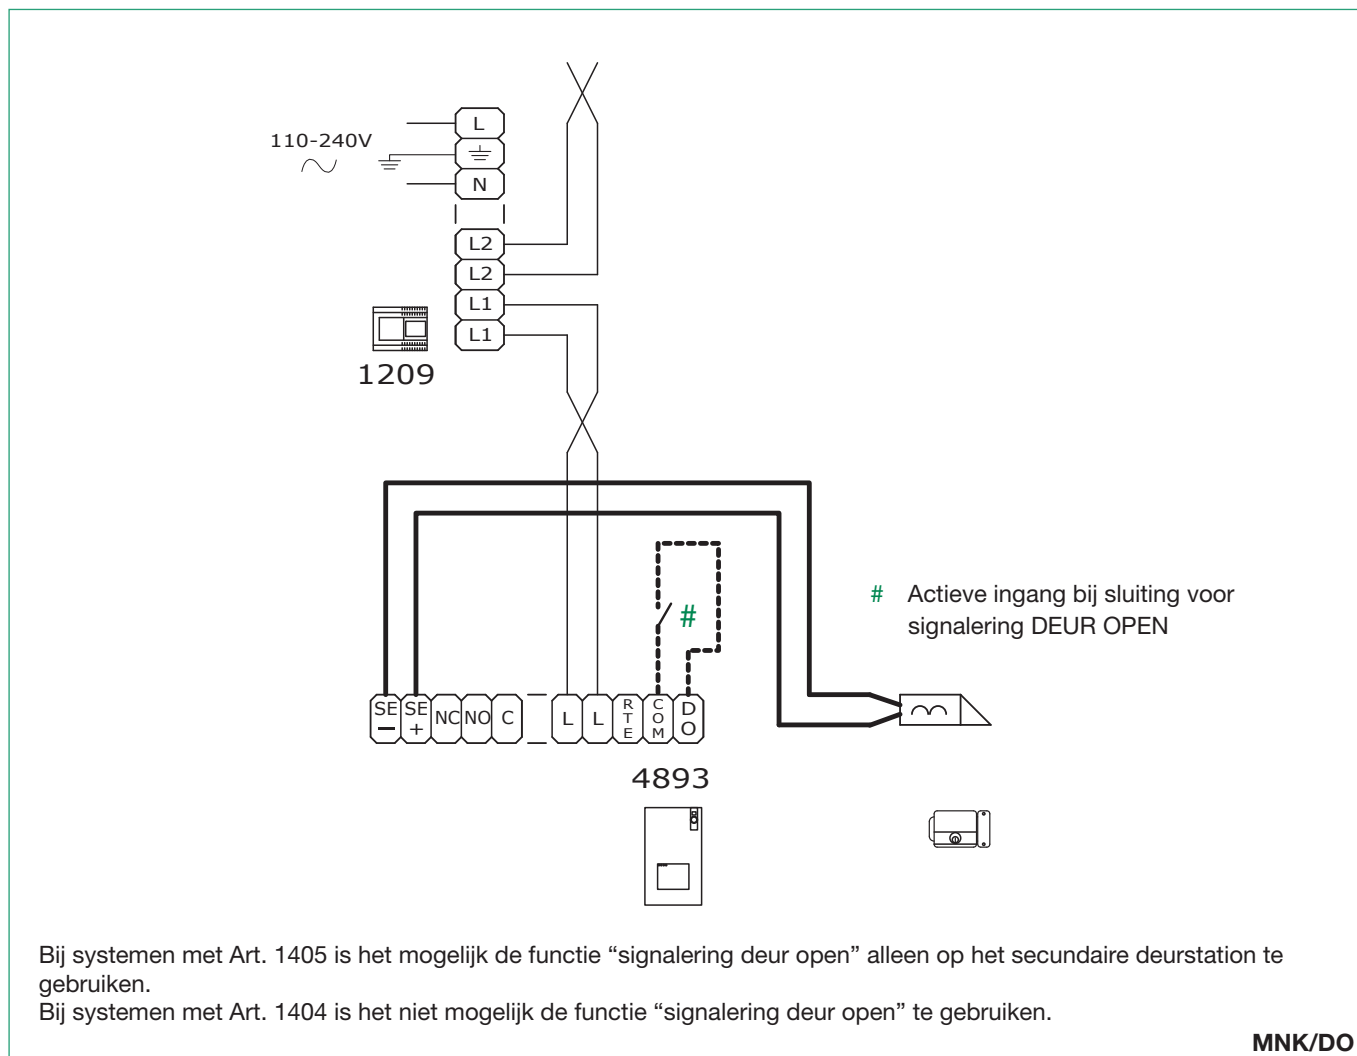 110-240V
L
N
L2
L2
L1
L1
1209
#
# Actieve ingang bij sluiting voor
signalering DEUR OPEN
SE - SE + NC NO C L L RTE COM DO
4893
Bij systemen met Art. 1405 is het mogelijk de functie “signalering deur open” alleen op het secundaire deurstation te
gebruiken.
Bij systemen met Art. 1404 is het niet mogelijk de functie “signalering deur open” te gebruiken.
MNK/DO